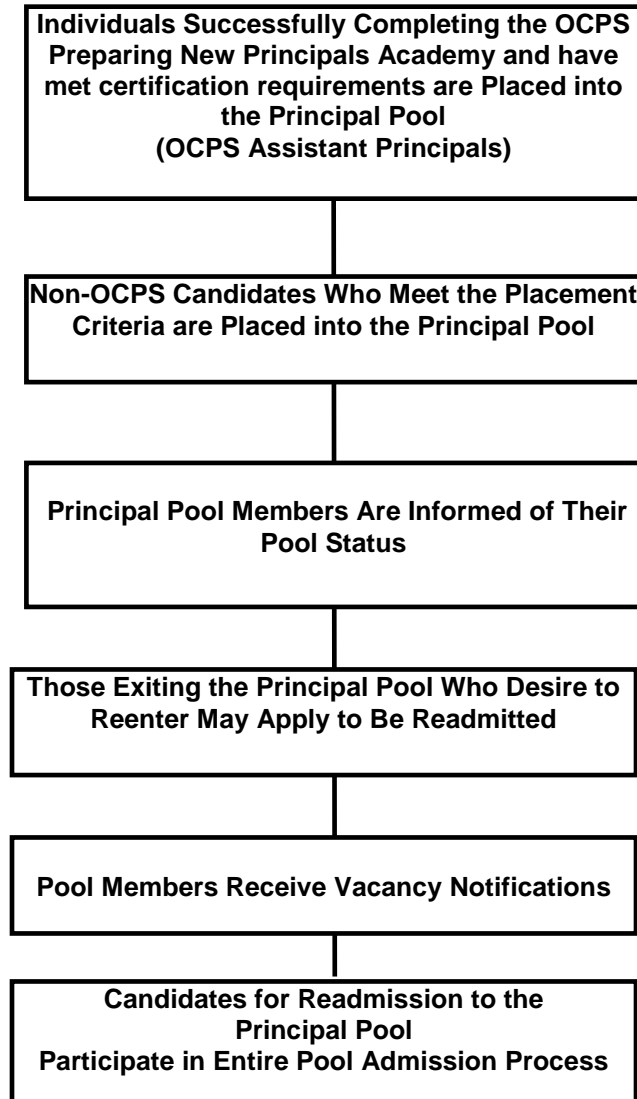 Individuals Successfully Completing the OCPS
Preparing New Principals Academy and have
met certification requirements are Placed into
the Principal Pool
(OCPS Assistant Principals)
Non-OCPS Candidates Who Meet the Placement
Criteria are Placed into the Principal Pool
Principal Pool Members Are Informed of Their
Pool Status
Those Exiting the Principal Pool Who Desire to
Reenter May Apply to Be Readmitted
Pool Members Receive Vacancy Notifications
Candidates for Readmission to the
Principal Pool
Participate in Entire Pool Admission Process